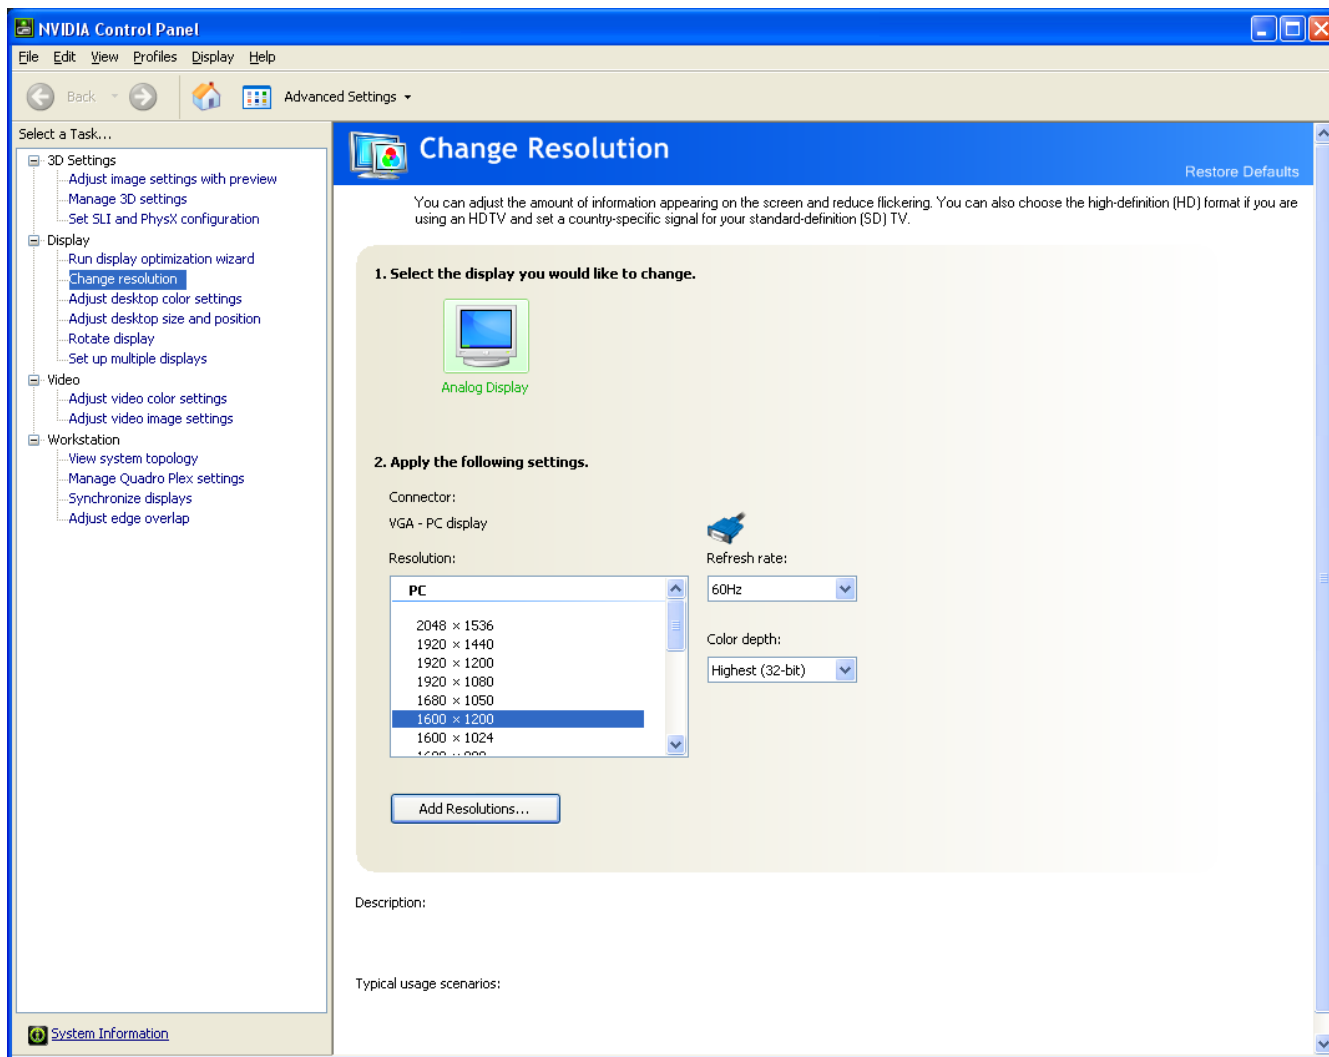 NVIDIA Control Panel
File Edit View Profiles Display Help
Back Advanced Settings
Select a Task...
3D Settings
Adjust image settings with preview
Manage 3D settings
Set SLI and PhysX configuration
Display
Run display optimization wizard
Change resolution
Adjust desktop color settings
Adjust desktop size and position
Rotate display
Set up multiple displays
Video
Adjust video color settings
Adjust video image settings
Workstation
View system topology
Manage Quadro Plex settings
Synchronize displays
Adjust edge overlap
System Information
Change Resolution
Restore Defaults
You can adjust the amount of information appearing on the screen and reduce flickering. You can also choose the high-definition (HD) format if you are
using an HDTV and set a country-specific signal for your standard-definition (SD) TV.
1. Select the display you would like to change.
Analog Display
2. Apply the following settings.
Connector:
VGA - PC display
Resolution:
PC
2048 × 1536
1920 × 1440
1920 × 1200
1920 × 1080
1680 × 1050
1600 × 1200
1600 × 1024
Refresh rate:
60Hz
Color depth:
Highest (32-bit)
Add Resolutions...
Description:
Typical usage scenarios: